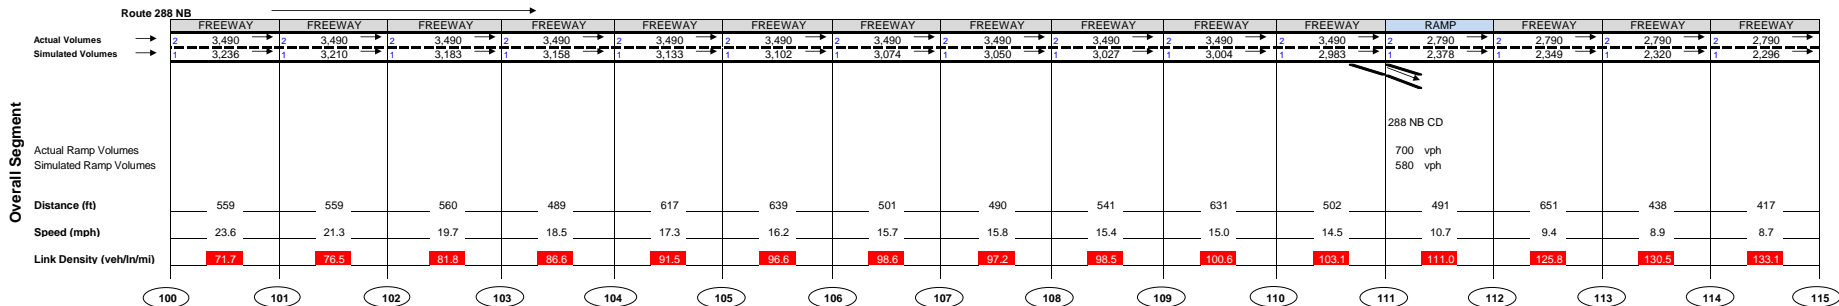 Route 288 NB
FREEWAY FREEWAY FREEWAY FREEWAY FREEWAY FREEWAY FREEWAY FREEWAY FREEWAY FREEWAY FREEWAY RAMP FREEWAY FREEWAY FREEWAY
Actual Volumes 2 3,490 2 3,490 2 3,490 2 3,490 2 3,490 2 3,490 2 3,490 2 3,490 2 3,490 2 3,490 2 3,490 2 2,790 2 2,790 2 2,790 2 2,790
Simulated Volumes 1 3,236 1 3,210 1 3,183 1 3,158 1 3,133 1 3,102 1 3,074 1 3,050 1 3,027 1 3,004 1 2,983 1 2,378 1 2,349 1 2,320 1 2,296
Overall Segment
288 NB CD
Actual Ramp Volumes 700 vph
Simulated Ramp Volumes 580 vph
Distance (ft) 559 559 560 489 617 639 501 490 541 631 502 491 651 438 417
Speed (mph) 23.6 21.3 19.7 18.5 17.3 16.2 15.7 15.8 15.4 15.0 14.5 10.7 9.4 8.9 8.7
Link Density (veh/ln/mi) 71.7 76.5 81.8 86.6 91.5 96.6 98.6 97.2 98.5 100.6 103.1 111.0 125.8 130.5 133.1
100 101 102 103 104 105 106 107 108 109 110 111 112 113 114 115